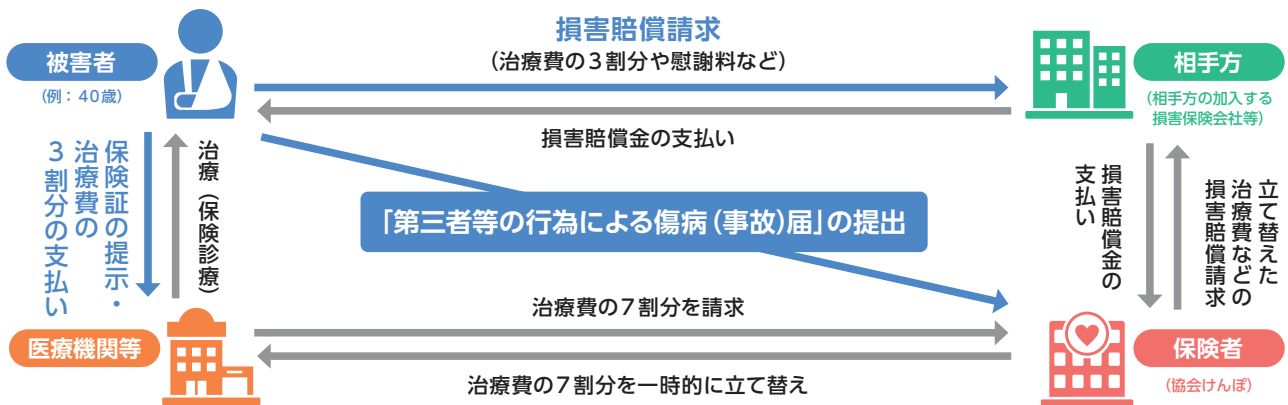 損害賠償請求
(治療費の3割分や慰謝料など)
被害者
(例：40歳)
相手方
(相手方の加入する
損害保険会社等)
損害賠償金の支払い
保険証の提示・
治療費の
3割分の支払い
治療（保険診療）
「第三者等の行為による傷病(事故)届」の提出
損害賠償金の
支払い
立て替えた
治療費などの
損害賠償請求
治療費の7割分を請求
医療機関等
保険者
(協会けんぽ)
治療費の7割分を一時的に立て替え